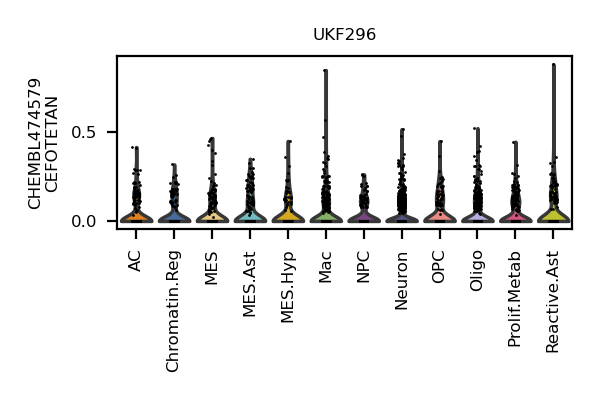 UKF296
CHEMBL474579
CEFOTETAN
0.5
0.0
AC
Chromatin.Reg
MES
MES.Ast
MES.Hyp
Mac
NPC
Neuron
OPC
Oligo
Prolif.Metab
Reactive.Ast